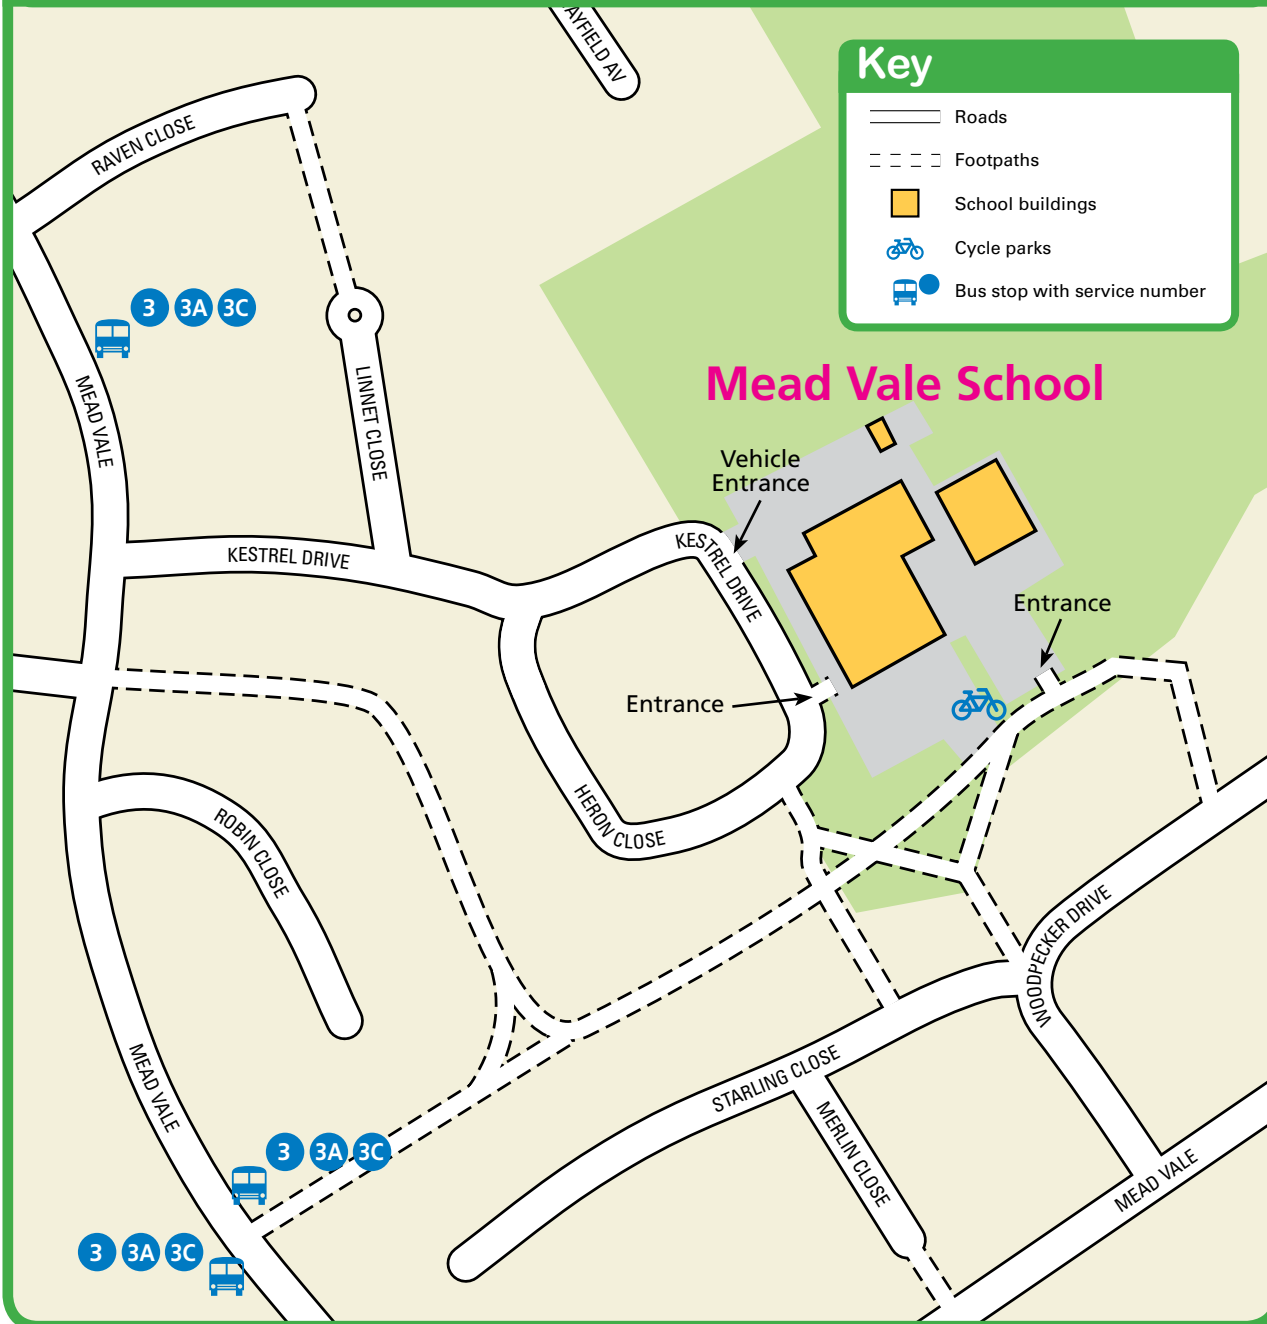 AYFIELD AV
Key
Roads
Footpaths
School buildings
Cycle parks
Bus stop with service number
RAVEN CLOSE
3 3A 3C
MEAD VALE
LINNET CLOSE
Mead Vale School
Vehicle
Entrance
KESTREL DRIVE
KESTREL DRIVE
Entrance
Entrance
HERON CLOSE
ROBIN CLOSE
WOODPECKER DRIVE
MEAD VALE
STARLING CLOSE
MERLIN CLOSE
3 3A 3C
MEAD VALE
3 3A 3C